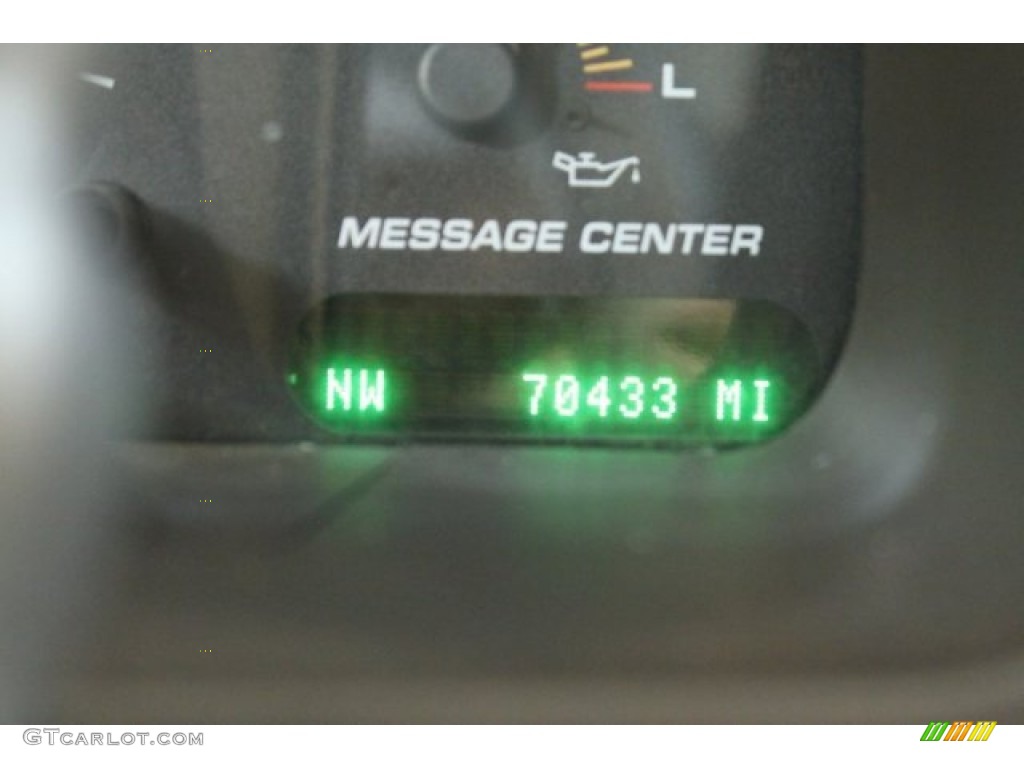 L
MESSAGE CENTER
NW 70433 MI
GTCARLOT.COM